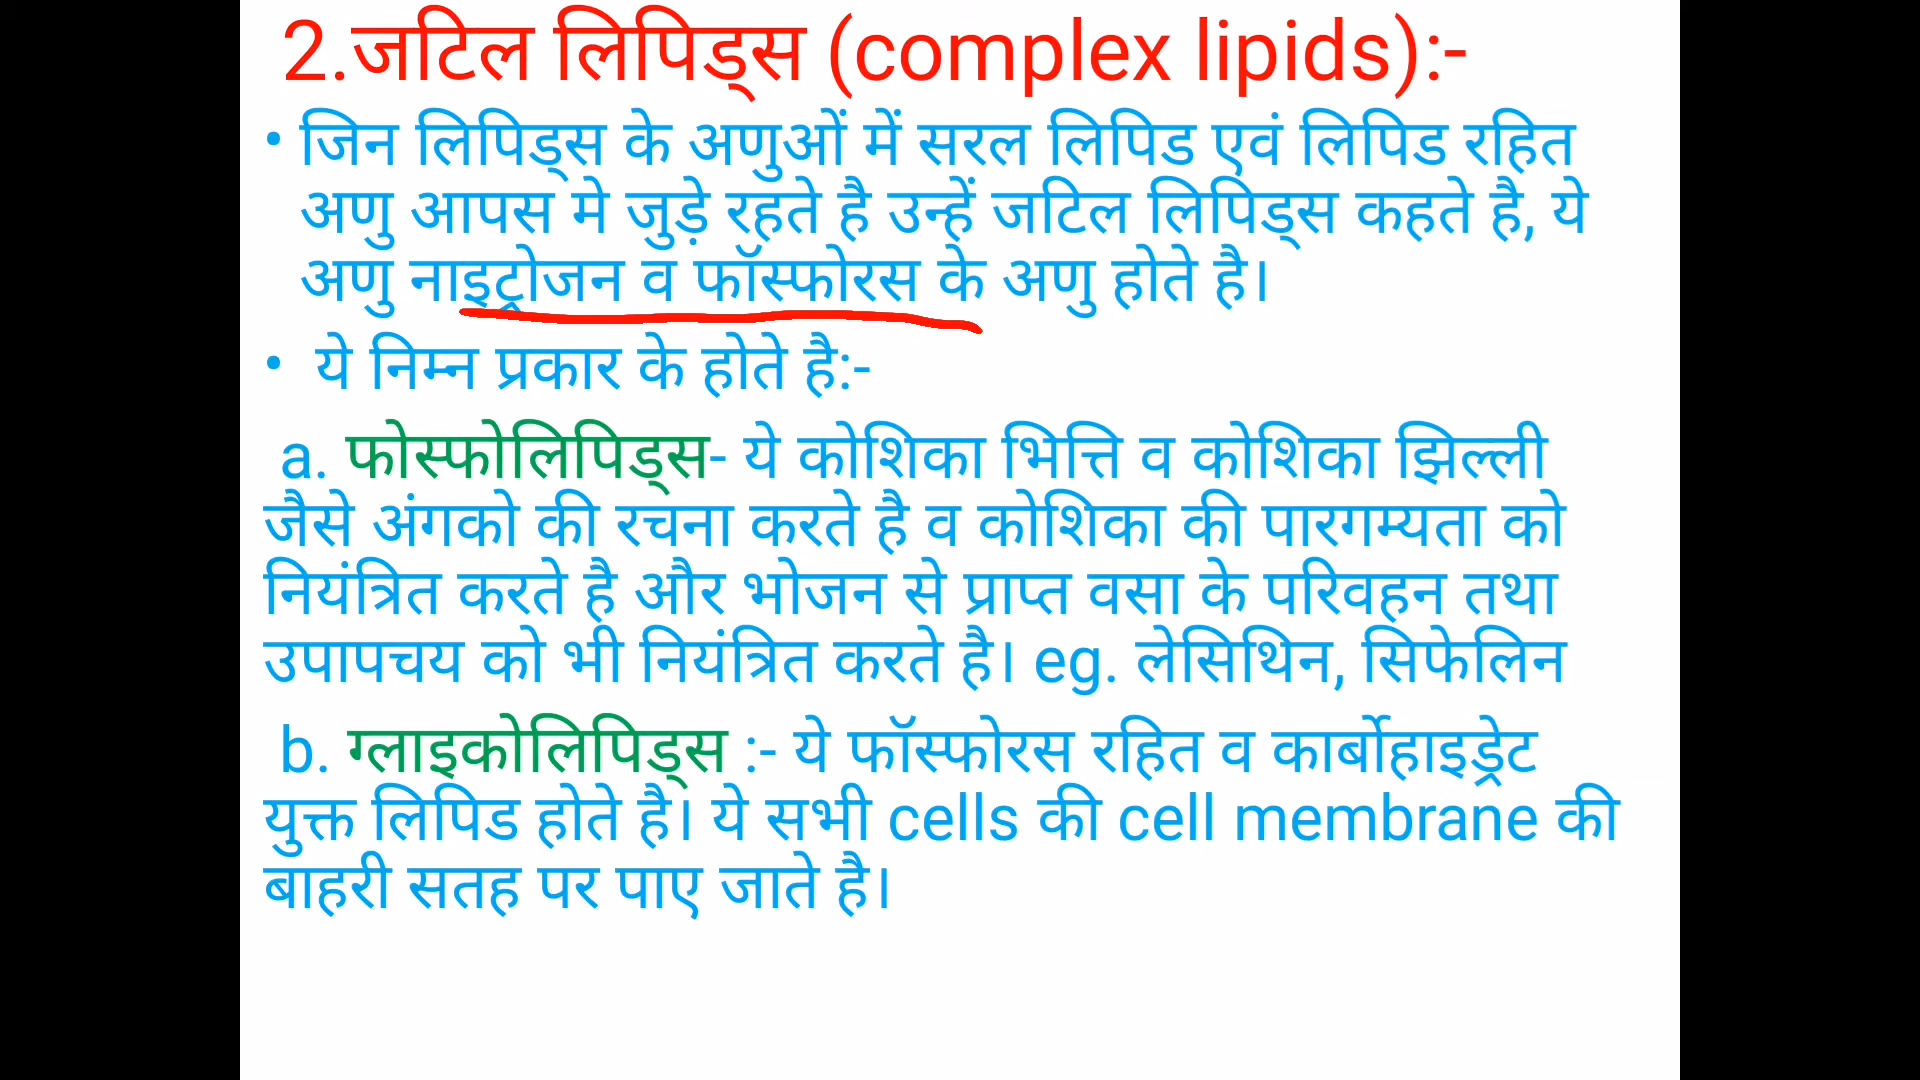 2.जटिल लिपिड्स (complex lipids):-
• जिन लिपिड्स के अणुओं में सरल लिपिड एवं लिपिड रहित
अणु आपस मे जुड़े रहते है उन्हें जटिल लिपिड्स कहते है, ये
अणु नाइट्रोजन व फॉस्फोरस के अणु होते है।
• ये निम्न प्रकार के होते है:-
a. फोस्फोलिपिड्स- ये कोशिका भित्ति व कोशिका झिल्ली
जैसे अंगको की रचना करते है व कोशिका की पारगम्यता को
नियंत्रित करते है और भोजन से प्राप्त वसा के परिवहन तथा
उपापचय को भी नियंत्रित करते है। eg. लेसिथिन, सिफेलिन
b. ग्लाइकोलिपिड्स :- ये फॉस्फोरस रहित व कार्बोहाइड्रेट
युक्त लिपिड होते है। ये सभी cells की cell membrane की
बाहरी सतह पर पाए जाते है।